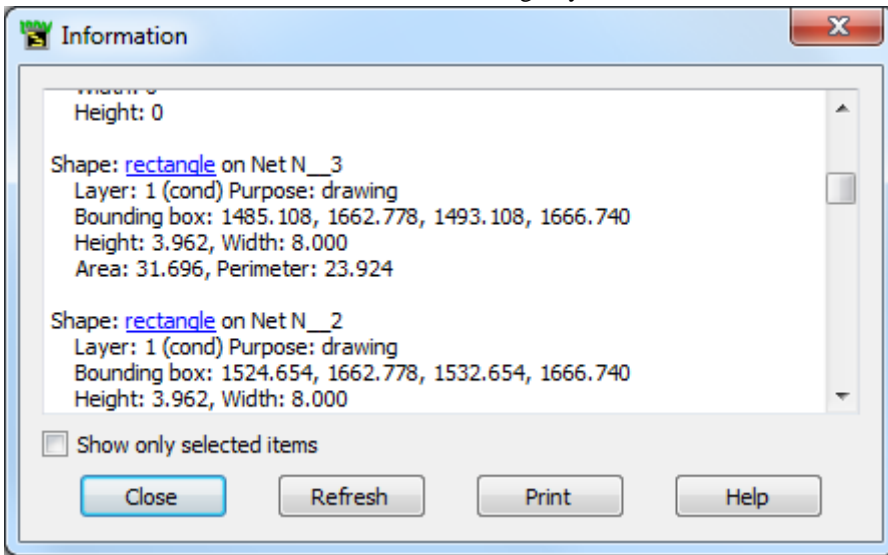 Information
Height: 0
Shape: rectangle on Net N__3
Layer: 1 (cond) Purpose: drawing
Bounding box: 1485.108, 1662.778, 1493.108, 1666.740
Height: 3.962, Width: 8.000
Area: 31.696, Perimeter: 23.924
Shape: rectangle on Net N__2
Layer: 1 (cond) Purpose: drawing
Bounding box: 1524.654, 1662.778, 1532.654, 1666.740
Height: 3.962, Width: 8.000
Show only selected items
Close Refresh Print Help